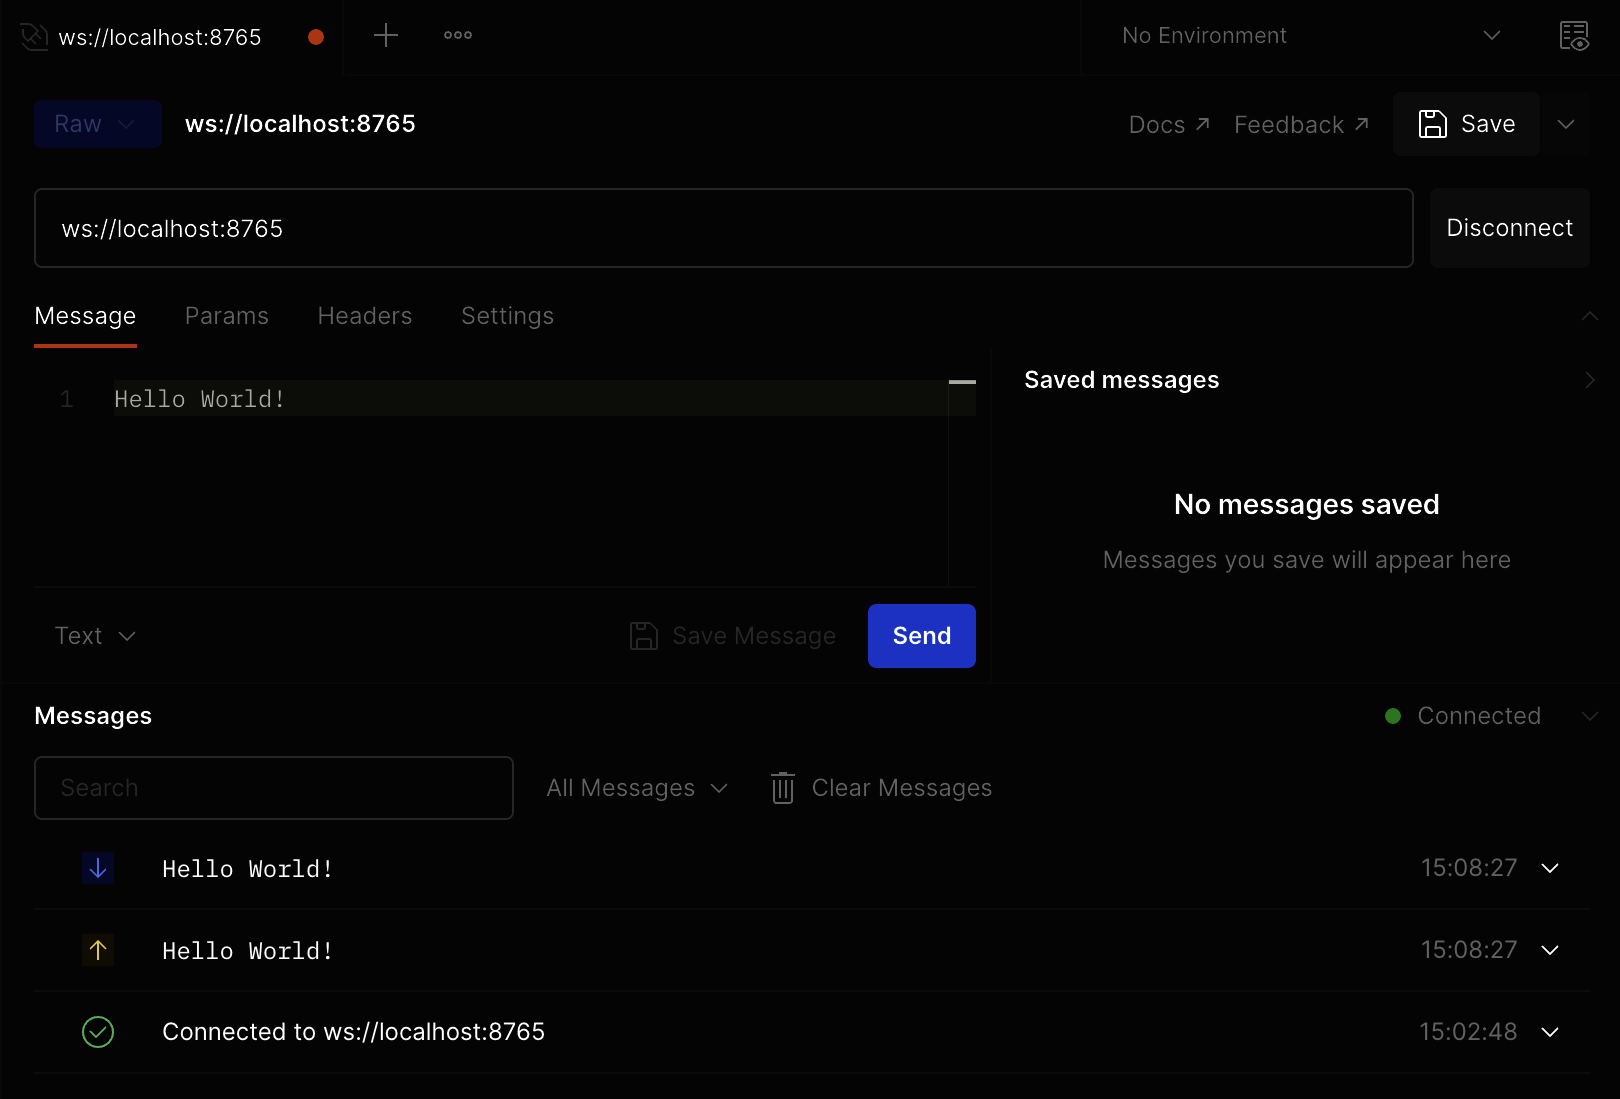 ws://localhost:8765
No Environment
Raw
ws://localhost:8765
Docs
Feedback
Save
ws://localhost:8765
Disconnect
Message
Params
Headers
Settings
1
Hello World!
Saved messages
No messages saved
Messages you save will appear here
Text
Save Message
Send
Messages
Connected
Search
All Messages
Clear Messages
Hello World!
15:08:27
Hello World!
15:08:27
Connected to ws://localhost:8765
15:02:48